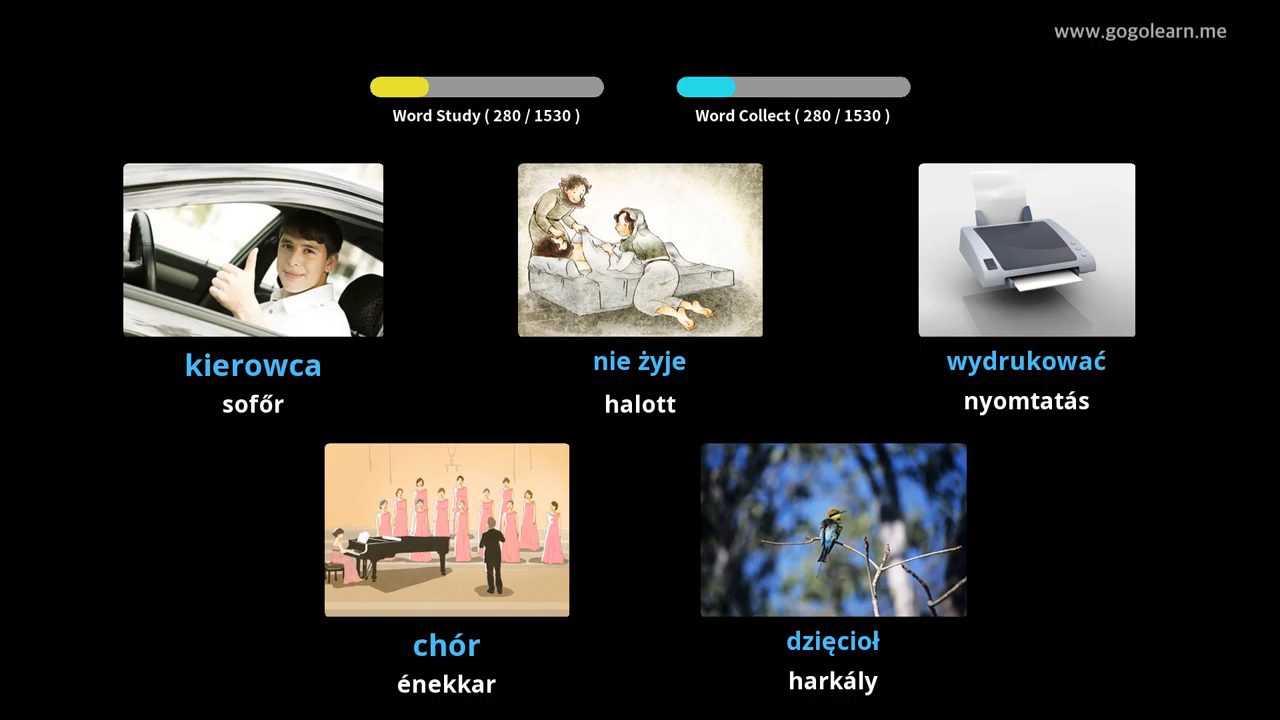 www.gogolearn.me
Word Study ( 280 / 1530 )
Word Collect ( 280 / 1530 )
kierowca
sofőr
nie żyje
halott
wydrukować
nyomtatás
chór
énekkar
dzięcioł
harkály